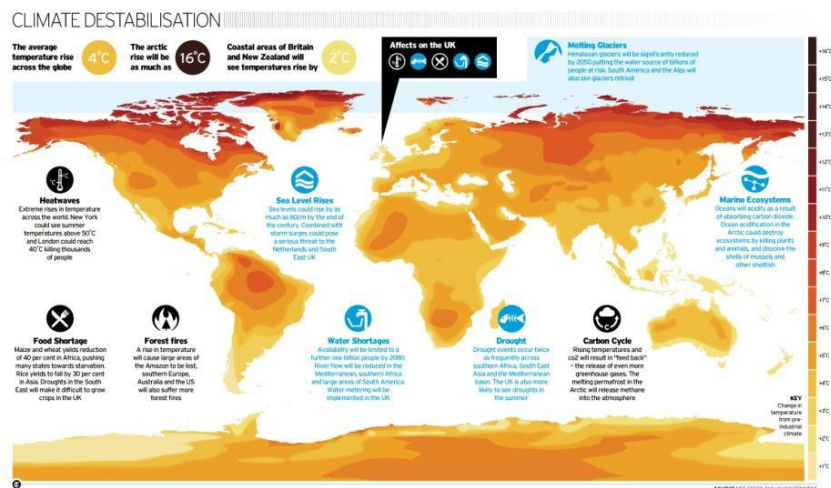 CLIMATE DESTABILISATION
The average
temperature rise
across the globe
4°C
The arctic
rise will be
as much as
16°C
Coastal areas of Britain
and New Zealand will
see temperatures rise by
2°C
Affects on the UK
Melting Glaciers
Himalayan glaciers will be significantly reduced
by 2050 putting the water source of billions of
people at risk. South America and the Alps will
also see glaciers retreat
Heatwaves
Extreme rises in temperature
across the world. New York
could see summer
temperatures above 50°C
and London could reach
40°C killing thousands
of people
Sea Level Rises
Sea levels could rise by as
much as 80cm by the end of
the century. Combined with
storm surges could pose
a serious threat to the
Netherlands and South
East UK
Marine Ecosystems
Oceans will acidify as a result
of absorbing carbon dioxide.
Ocean acidification in the
Arctic could destroy
ecosystems by killing plants
and animals, and dissolve the
shells of mussels and
other shellfish
Food Shortage
Maize and wheat yields reduction
of 40 per cent in Africa, pushing
many states towards starvation.
Rice yields to fall by 30 per cent
in Asia. Droughts in the South
East will make it difficult to grow
crops in the UK
Forest fires
A rise in temperature
will cause large areas of
the Amazon to be lost,
southern Europe,
Australia and the US
will also suffer more
forest fires
Water Shortages
Availability will be limited to a
further one billion people by 2080.
River flow will be reduced in the
Mediterranean, southern Africa
and large areas of South America.
Water metering will be
implemented in the UK
Drought
Drought events occur twice
as frequently across
southern Africa, South East
Asia and the Mediterranean
basin. The UK is also more
likely to see droughts in
the summer
Carbon Cycle
Rising temperatures and
co2 will result in "feed back"
- the release of even more
greenhouse gases. The
melting permafrost in the
Arctic will release methane
into the atmosphere
KEY
Change in
temperature
from pre-
industrial
climate
+16°C
+15°C
+14°C
+13°C
+12°C
+11°C
+10°C
+9°C
+8°C
+7°C
+6°C
+5°C
+4°C
+3°C
+2°C
+1°C